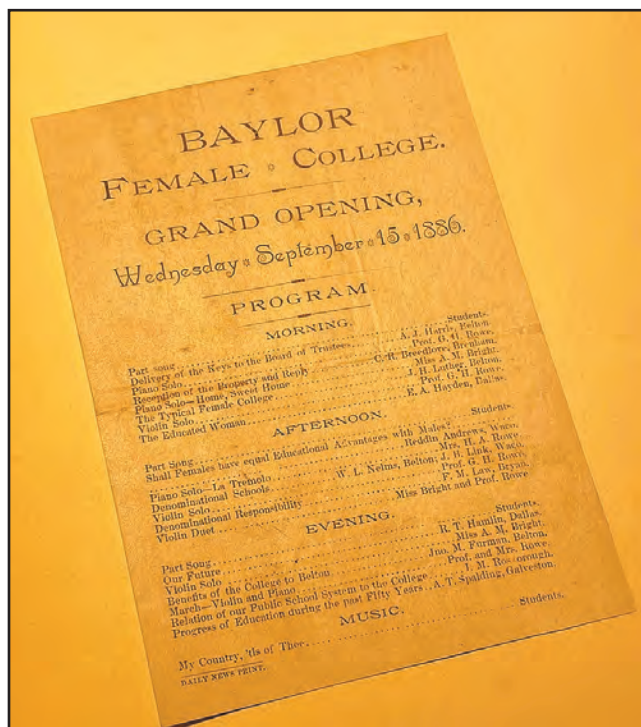 BAYLOR
FEMALE COLLEGE.
GRAND OPENING,
Wednesday September 15 1886.
PROGRAM
MORNING.
Part song........Students.
Delivery of the Keys to the Board of Trustees........A. J. Harris, Belton.
Piano Solo........Prof. G. H. Rowe.
Reception of the Property and Reply........C. R. Breedlove, Brenham.
Piano Solo—Home, Sweet Home........Miss A. M. Bright.
The Typical Female College........J. H. Luther, Belton.
Violin Solo........Prof. G. H. Rowe.
The Educated Woman........E. A. Hayden, Dallas.
AFTERNOON.
Part Song........Students.
Shall Females have equal Educational Advantages with Males?
........Reddin Andrews, Waco.
Piano Solo—La Tremolo........Mrs. H. A. Rowe
Denominational Schools........W. L. Nelms, Belton; J. B. Link, Waco.
Violin Solo........Prof. G. H. Rowe.
Denominational Responsibility........F. M. Law, Bryan.
Violin Duet........Miss Bright and Prof. Rowe
EVENING.
Part Song........Students.
Our Future........R. T. Hanlin, Dallas.
Violin Solo........Miss A. M. Bright.
Benefits of the College to Belton........Jno. M. Furman, Belton.
March—Violin and Piano........Prof. and Mrs. Rowe.
Relation of our Public School System to the College........J. M.
Progress of Education during the past Fifty Years..A. T. Spalding, Galveston.
MUSIC.
My Country, 'tis of Thee........Students.
DAILY NEWS PRINT.